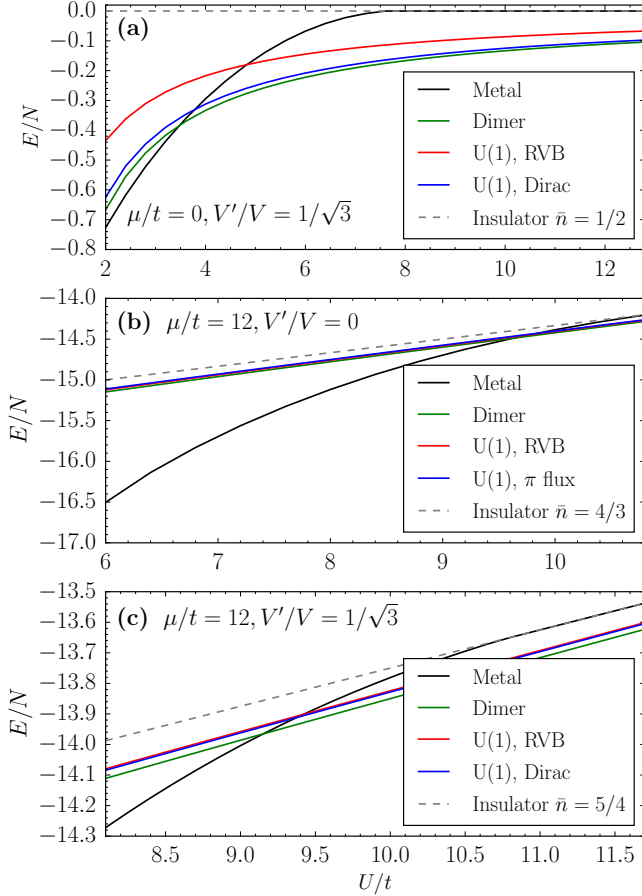 0.0
−0.1
−0.2
−0.3
−0.4
−0.5
−0.6
−0.7
−0.8
E/N
(a)
μ/t = 0, V′/V = 1/√3
Metal
Dimer
U(1), RVB
U(1), Dirac
Insulator n̄ = 1/2
2 4 6 8 10 12
−14.0
−14.5
−15.0
−15.5
−16.0
−16.5
−17.0
E/N
(b) μ/t = 12, V′/V = 0
Metal
Dimer
U(1), RVB
U(1), π flux
Insulator n̄ = 4/3
6 7 8 9 10
−13.5
−13.6
−13.7
−13.8
−13.9
−14.0
−14.1
−14.2
−14.3
E/N
(c) μ/t = 12, V′/V = 1/√3
Metal
Dimer
U(1), RVB
U(1), Dirac
Insulator n̄ = 5/4
8.5 9.0 9.5 10.0 10.5 11.0 11.5
U/t